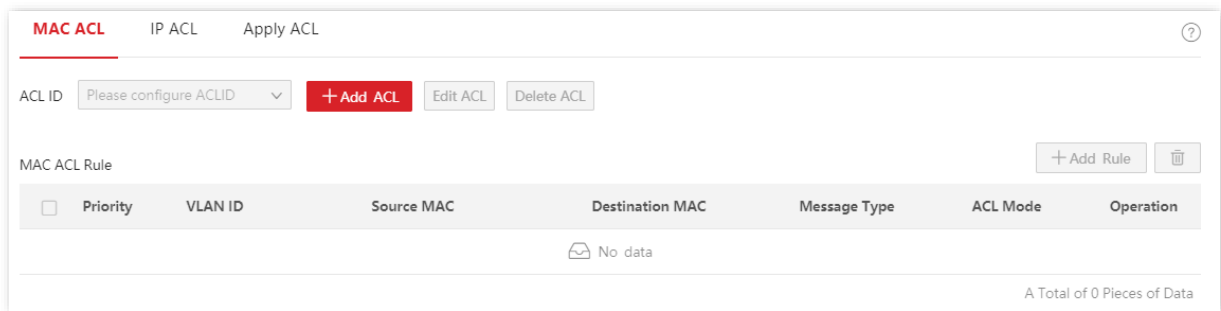 MAC ACL IP ACL Apply ACL ?
ACL ID Please configure ACLID +Add ACL Edit ACL Delete ACL
+Add Rule
MAC ACL Rule
Priority VLAN ID Source MAC Destination MAC Message Type ACL Mode Operation
No data
A Total of 0 Pieces of Data